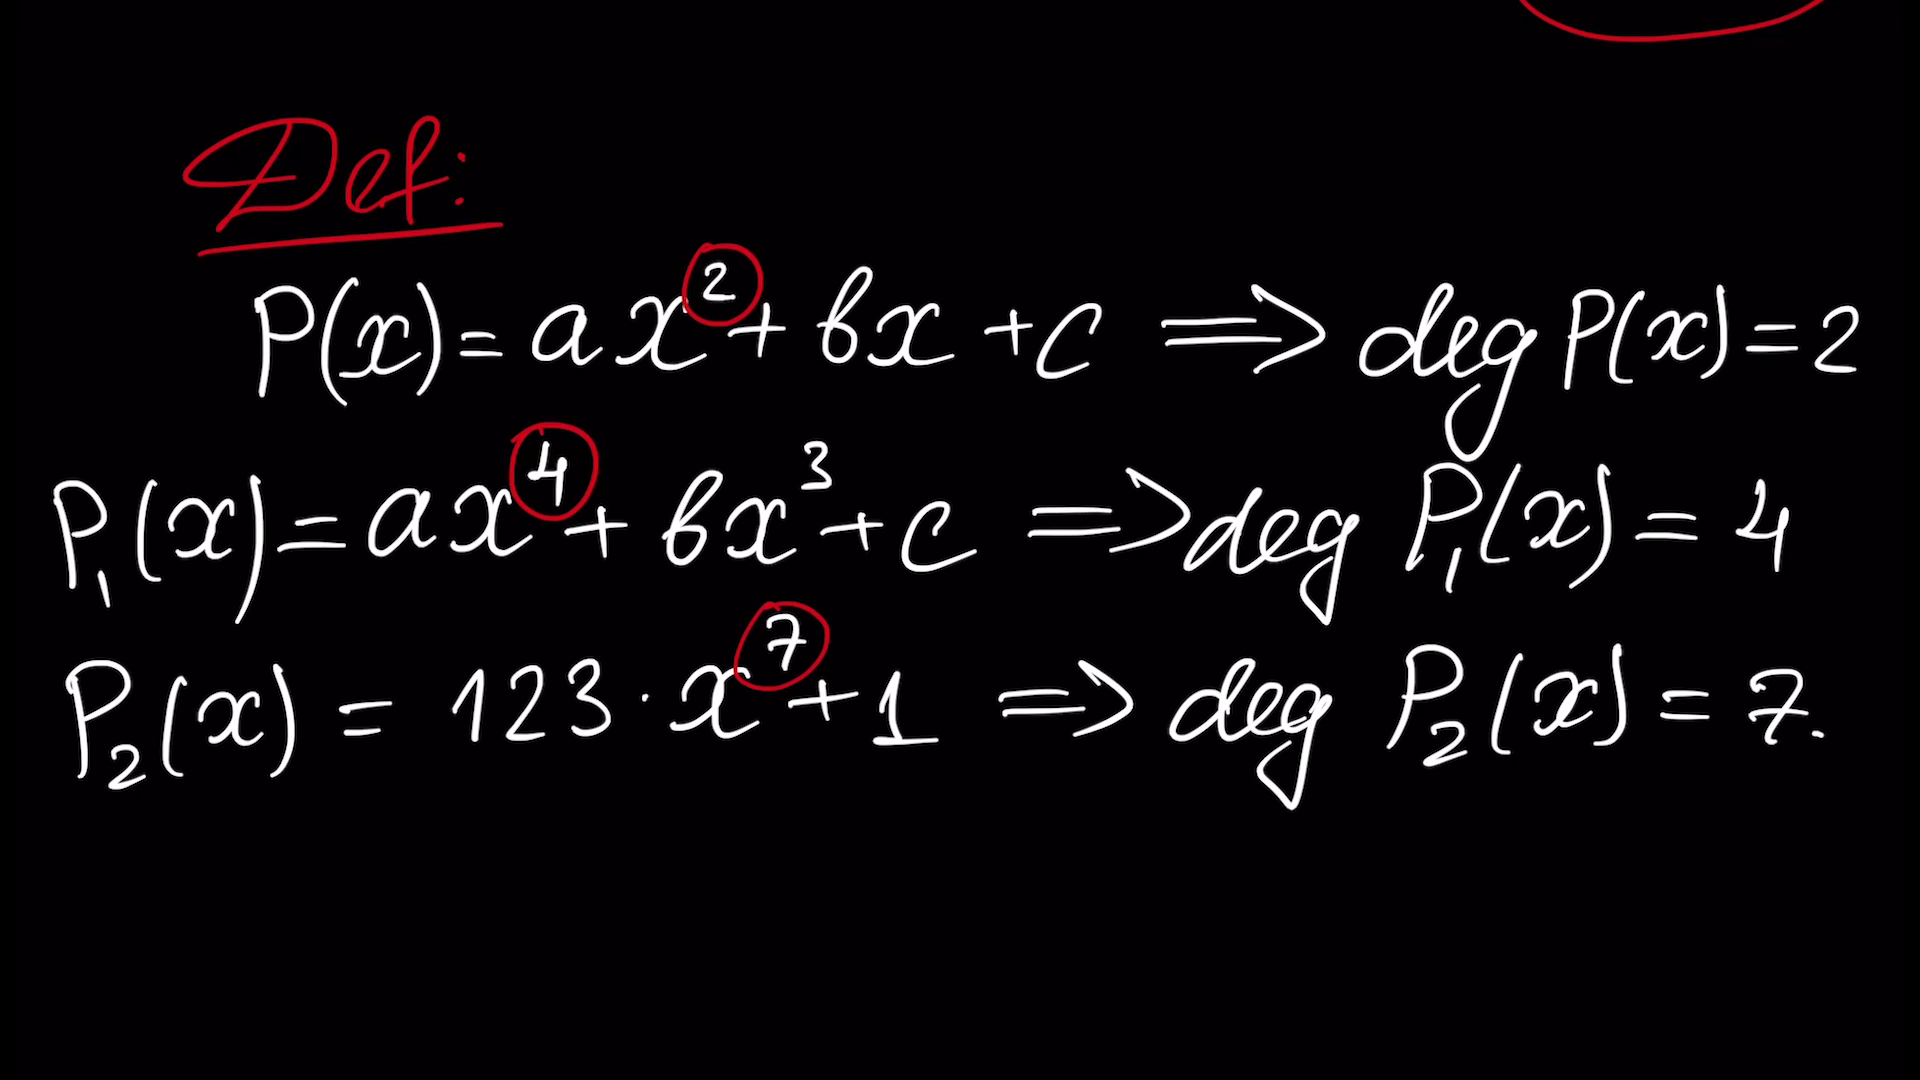 Def:
P(x) = ax² + bx + c ⟹ deg P(x) = 2
P₁(x) = ax⁴ + bx³ + c ⟹ deg P₁(x) = 4
P₂(x) = 123 · x⁷ + 1 ⟹ deg P₂(x) = 7.